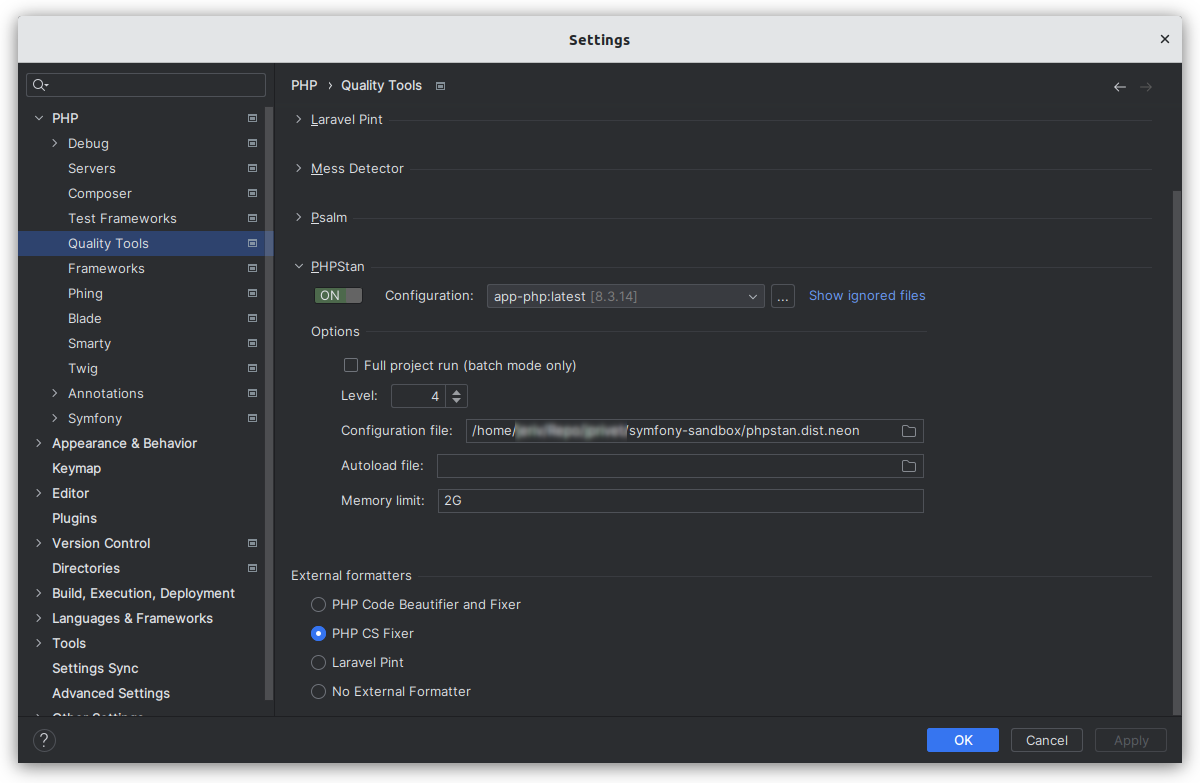 Settings
PHP › Quality Tools
PHP
Debug
Servers
Composer
Test Frameworks
Quality Tools
Frameworks
Phing
Blade
Smarty
Twig
Annotations
Symfony
Appearance & Behavior
Keymap
Editor
Plugins
Version Control
Directories
Build, Execution, Deployment
Languages & Frameworks
Tools
Settings Sync
Advanced Settings
Other Settings
Laravel Pint
Mess Detector
Psalm
PHPStan
ON Configuration: app-php:latest [8.3.14] ... Show ignored files
Options
Full project run (batch mode only)
Level: 4
Configuration file: /home/ /symfony-sandbox/phpstan.dist.neon
Autoload file:
Memory limit: 2G
External formatters
PHP Code Beautifier and Fixer
PHP CS Fixer
Laravel Pint
No External Formatter
? OK Cancel Apply